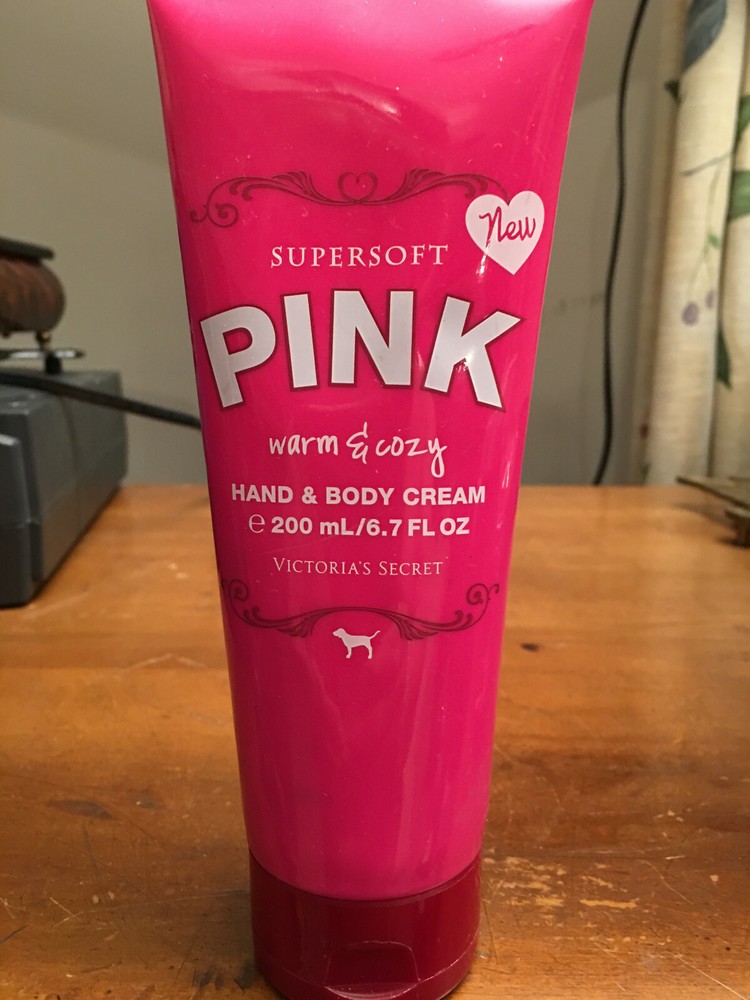 New
SUPERSOFT
PINK
warm & cozy
HAND & BODY CREAM
℮ 200 mL/6.7 FL OZ
VICTORIA'S SECRET